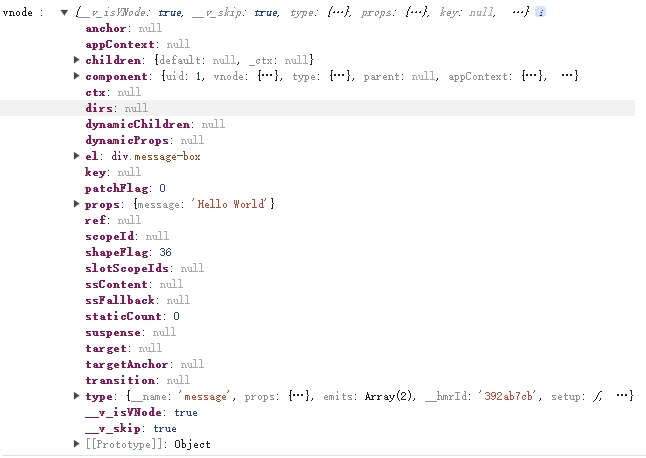 vnode :  ▼ {__v_isVNode: true, __v_skip: true, type: {…}, props: {…}, key: null,  …} i
anchor: null
appContext: null
▶ children: {default: null, _ctx: null}
▶ component: {uid: 1, vnode: {…}, type: {…}, parent: null, appContext: {…},  …}
ctx: null
dirs: null
dynamicChildren: null
dynamicProps: null
▶ el: div.message-box
key: null
patchFlag: 0
▶ props: {message: 'Hello World'}
ref: null
scopeId: null
shapeFlag: 36
slotScopeIds: null
ssContent: null
ssFallback: null
staticCount: 0
suspense: null
target: null
targetAnchor: null
transition: null
▶ type: {__name: 'message', props: {…}, emits: Array(2), __hmrId: '392ab7cb', setup: ƒ,  …}
__v_isVNode: true
__v_skip: true
▶ [[Prototype]]: Object